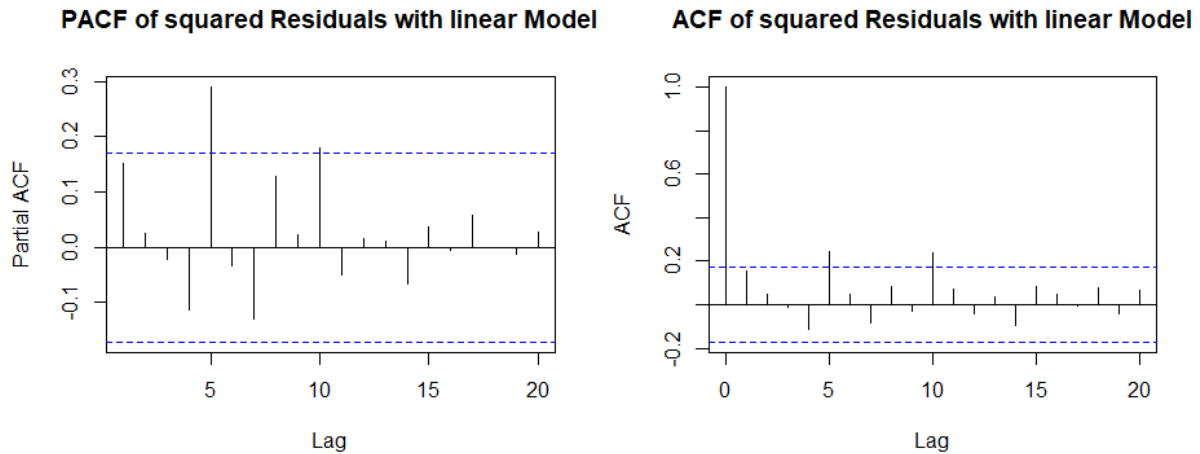 PACF of squared Residuals with linear Model
Partial ACF
0.3
0.2
0.1
0.0
-0.1
5 10 15 20
Lag
ACF of squared Residuals with linear Model
ACF
1.0
0.6
0.2
-0.2
0 5 10 15 20
Lag